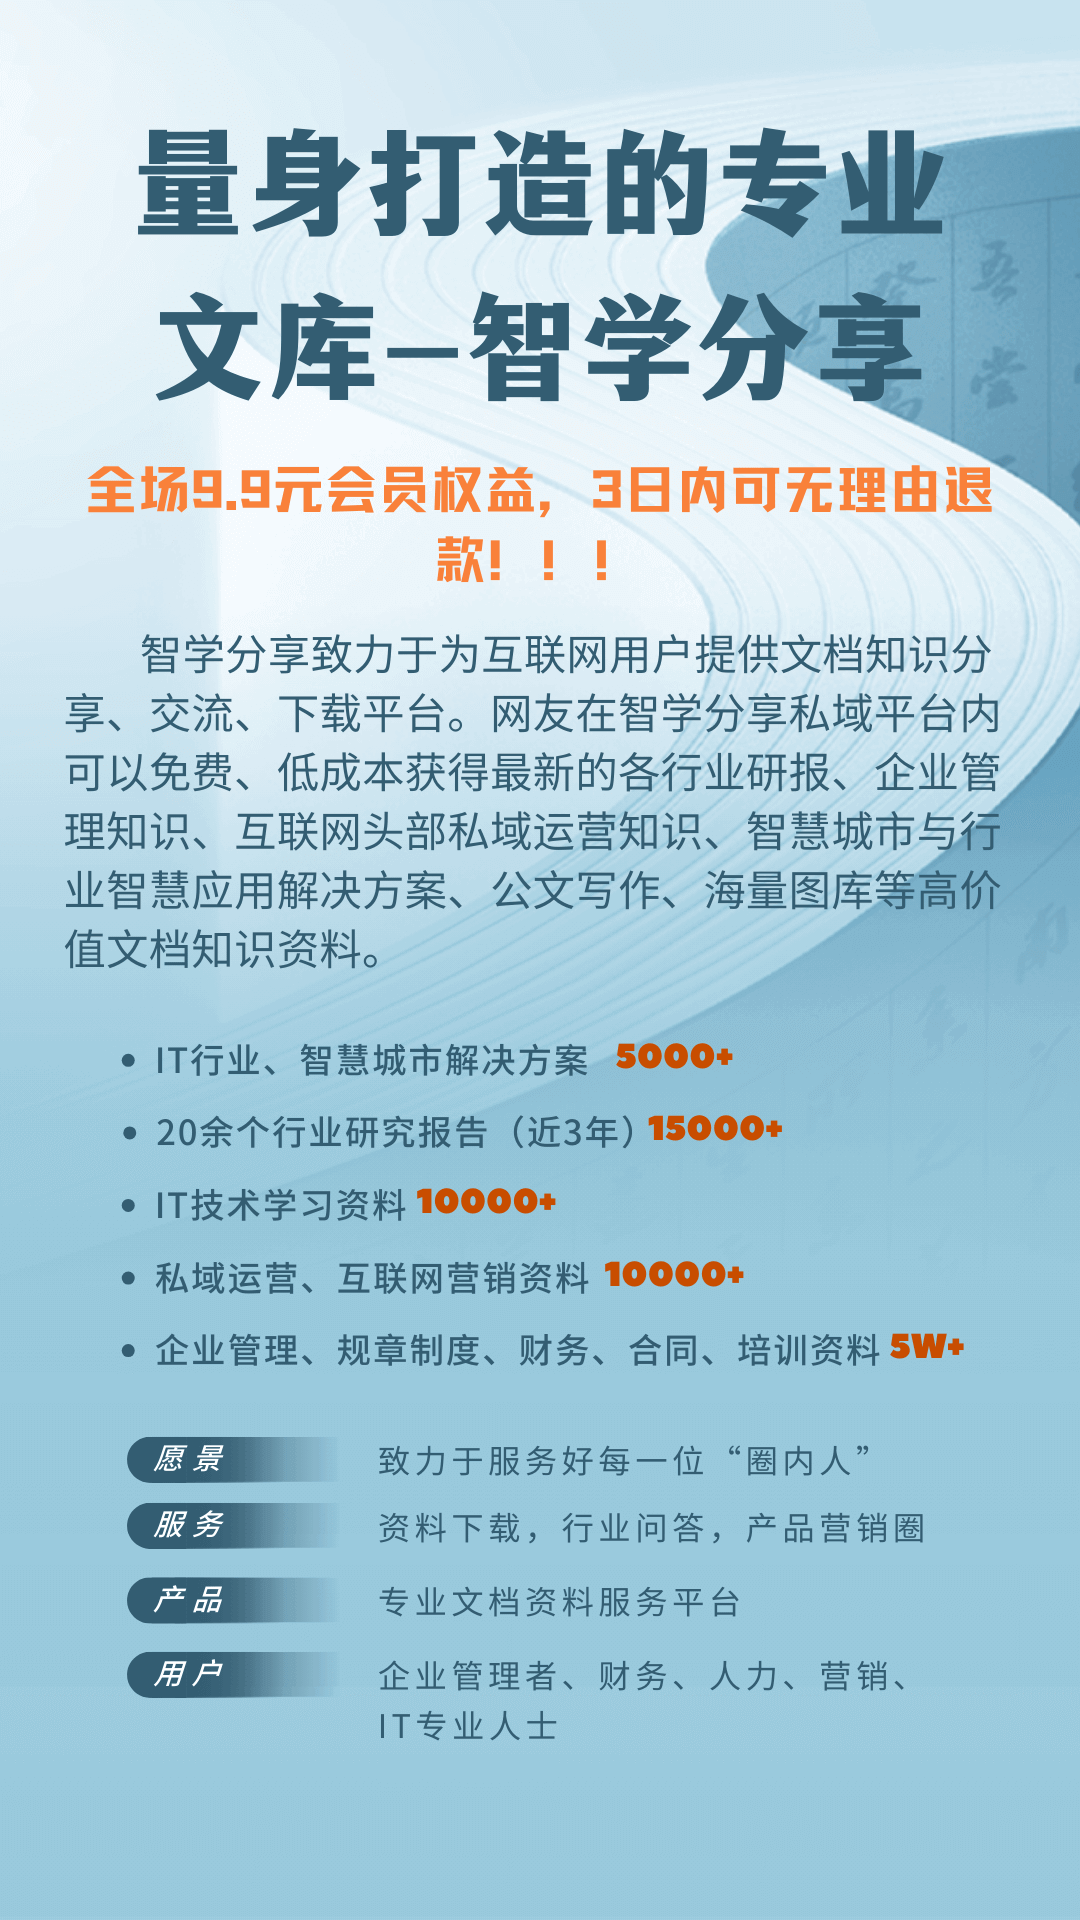 量身打造的专业
文库–智学分享
全场9.9元会员权益，3日内可无理由退
款！！！
智学分享致力于为互联网用户提供文档知识分
享、交流、下载平台。网友在智学分享私域平台内
可以免费、低成本获得最新的各行业研报、企业管
理知识、互联网头部私域运营知识、智慧城市与行
业智慧应用解决方案、公文写作、海量图库等高价
值文档知识资料。
• IT行业、智慧城市解决方案 5000+
• 20余个行业研究报告（近3年）15000+
• IT技术学习资料 10000+
• 私域运营、互联网营销资料 10000+
• 企业管理、规章制度、财务、合同、培训资料 5W+
愿景 致力于服务好每一位“圈内人”
服务 资料下载，行业问答，产品营销圈
产品 专业文档资料服务平台
用户 企业管理者、财务、人力、营销、
IT专业人士